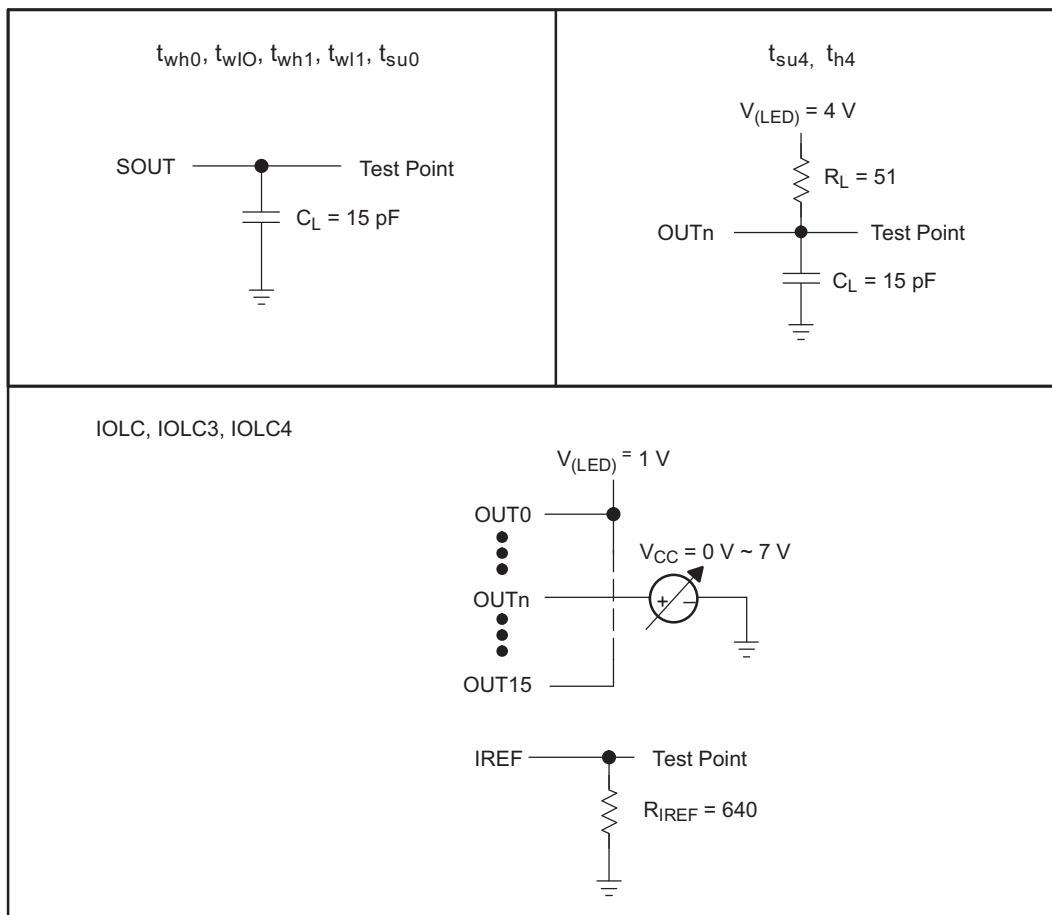 t_wh0, t_wlO, t_wh1, t_wl1, t_su0
SOUT
Test Point
C_L = 15 pF
t_su4, t_h4
V_(LED) = 4 V
R_L = 51
OUTn
Test Point
C_L = 15 pF
IOLC, IOLC3, IOLC4
V_(LED) = 1 V
OUT0
V_CC = 0 V ~ 7 V
OUTn
+ –
OUT15
IREF
Test Point
R_IREF = 640